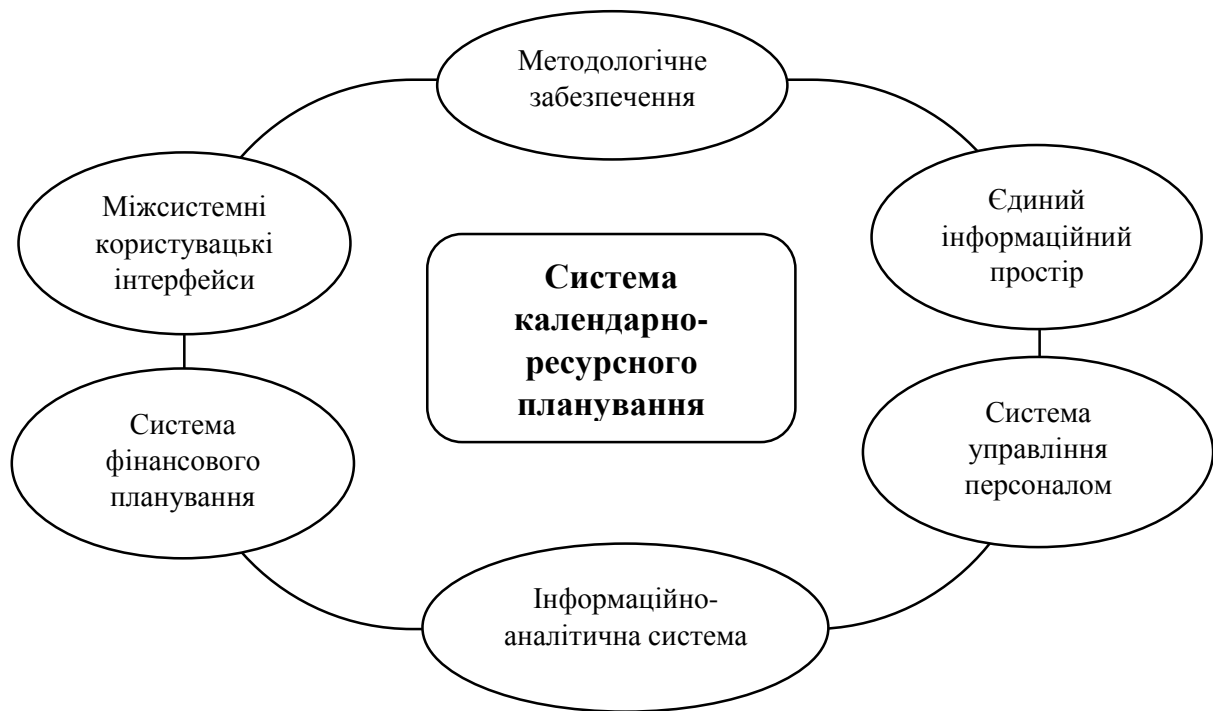 Методологічне
забезпечення
Міжсистемні
користувацькі
інтерфейси
Єдиний
інформаційний
простір
Система
календарно-
ресурсного
планування
Система
фінансового
планування
Система
управління
персоналом
Інформаційно-
аналітична система